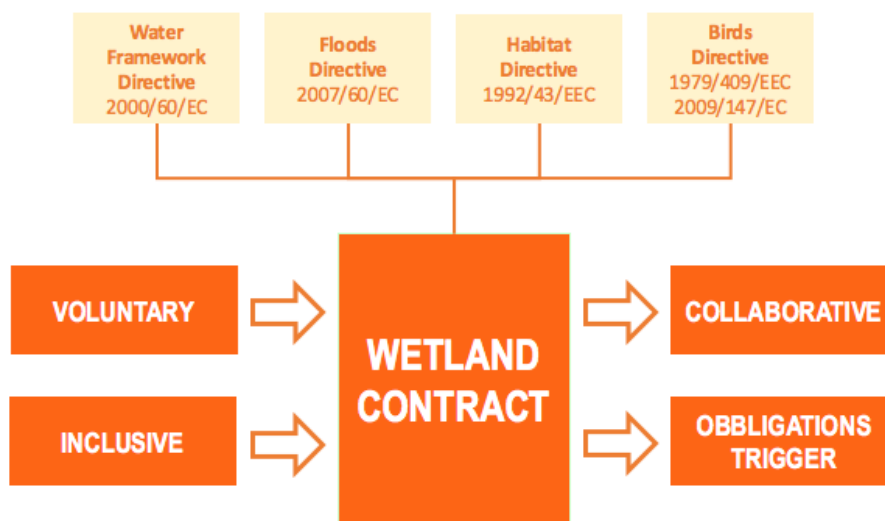 Water
Framework
Directive
2000/60/EC
Floods
Directive
2007/60/EC
Habitat
Directive
1992/43/EEC
Birds
Directive
1979/409/EEC
2009/147/EC
VOLUNTARY
INCLUSIVE
WETLAND
CONTRACT
COLLABORATIVE
OBBLIGATIONS
TRIGGER